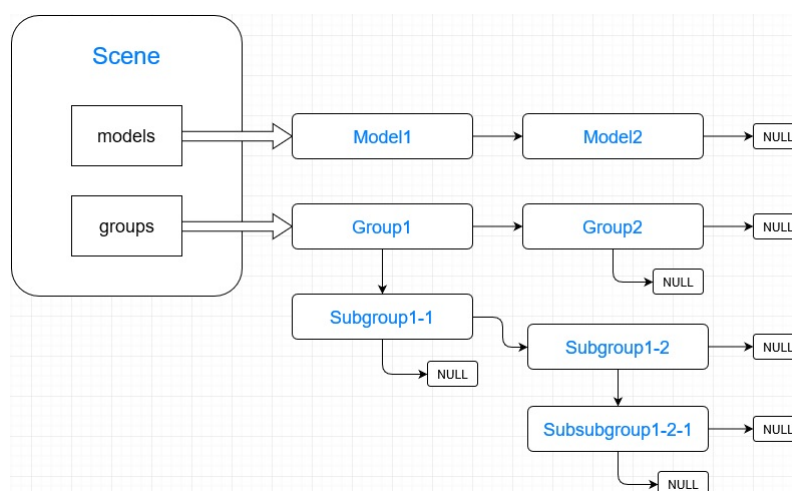 Scene
models
Model1
Model2
NULL
groups
Group1
Group2
NULL
NULL
Subgroup1-1
Subgroup1-2
NULL
NULL
Subsubgroup1-2-1
NULL
NULL